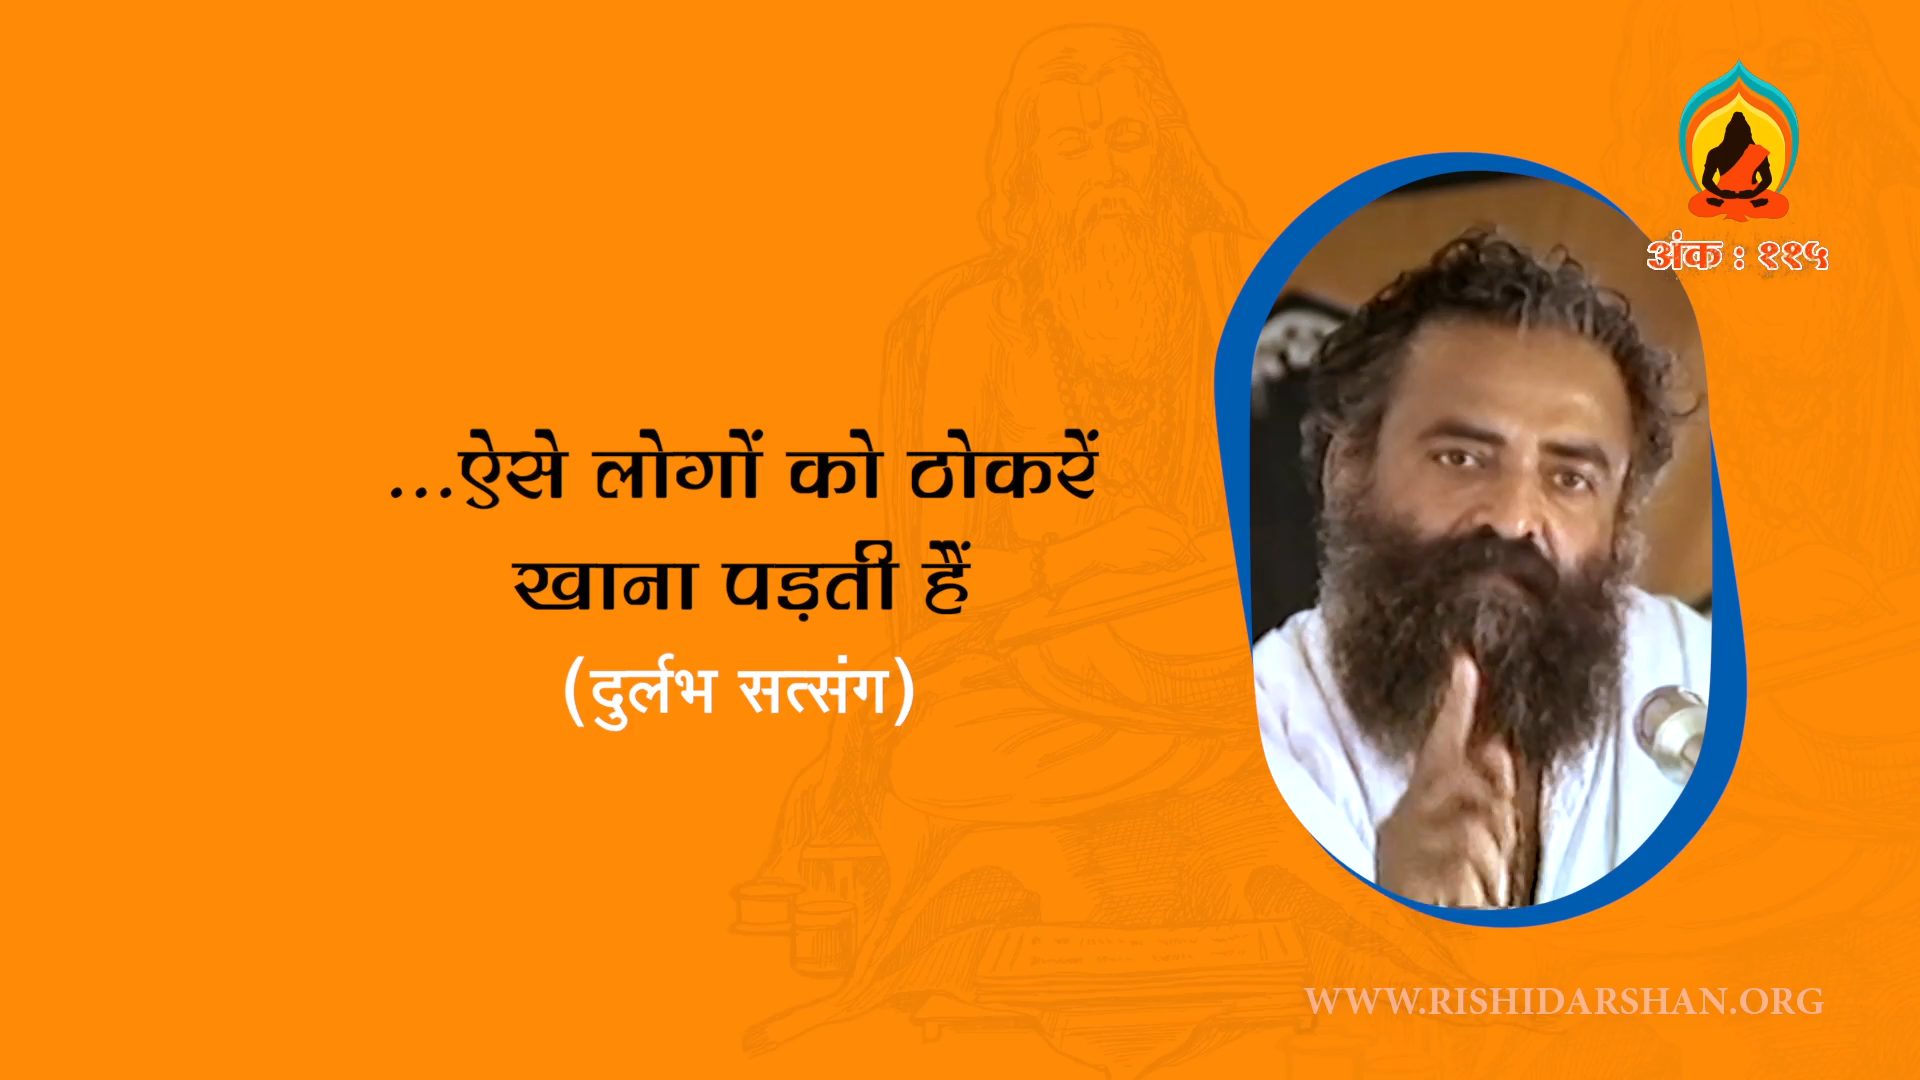 अंक : ११५
...ऐसे लोगों को ठोकरें
खाना पड़ती हैं
(दुर्लभ सत्संग)
WWW.RISHIDARSHAN.ORG